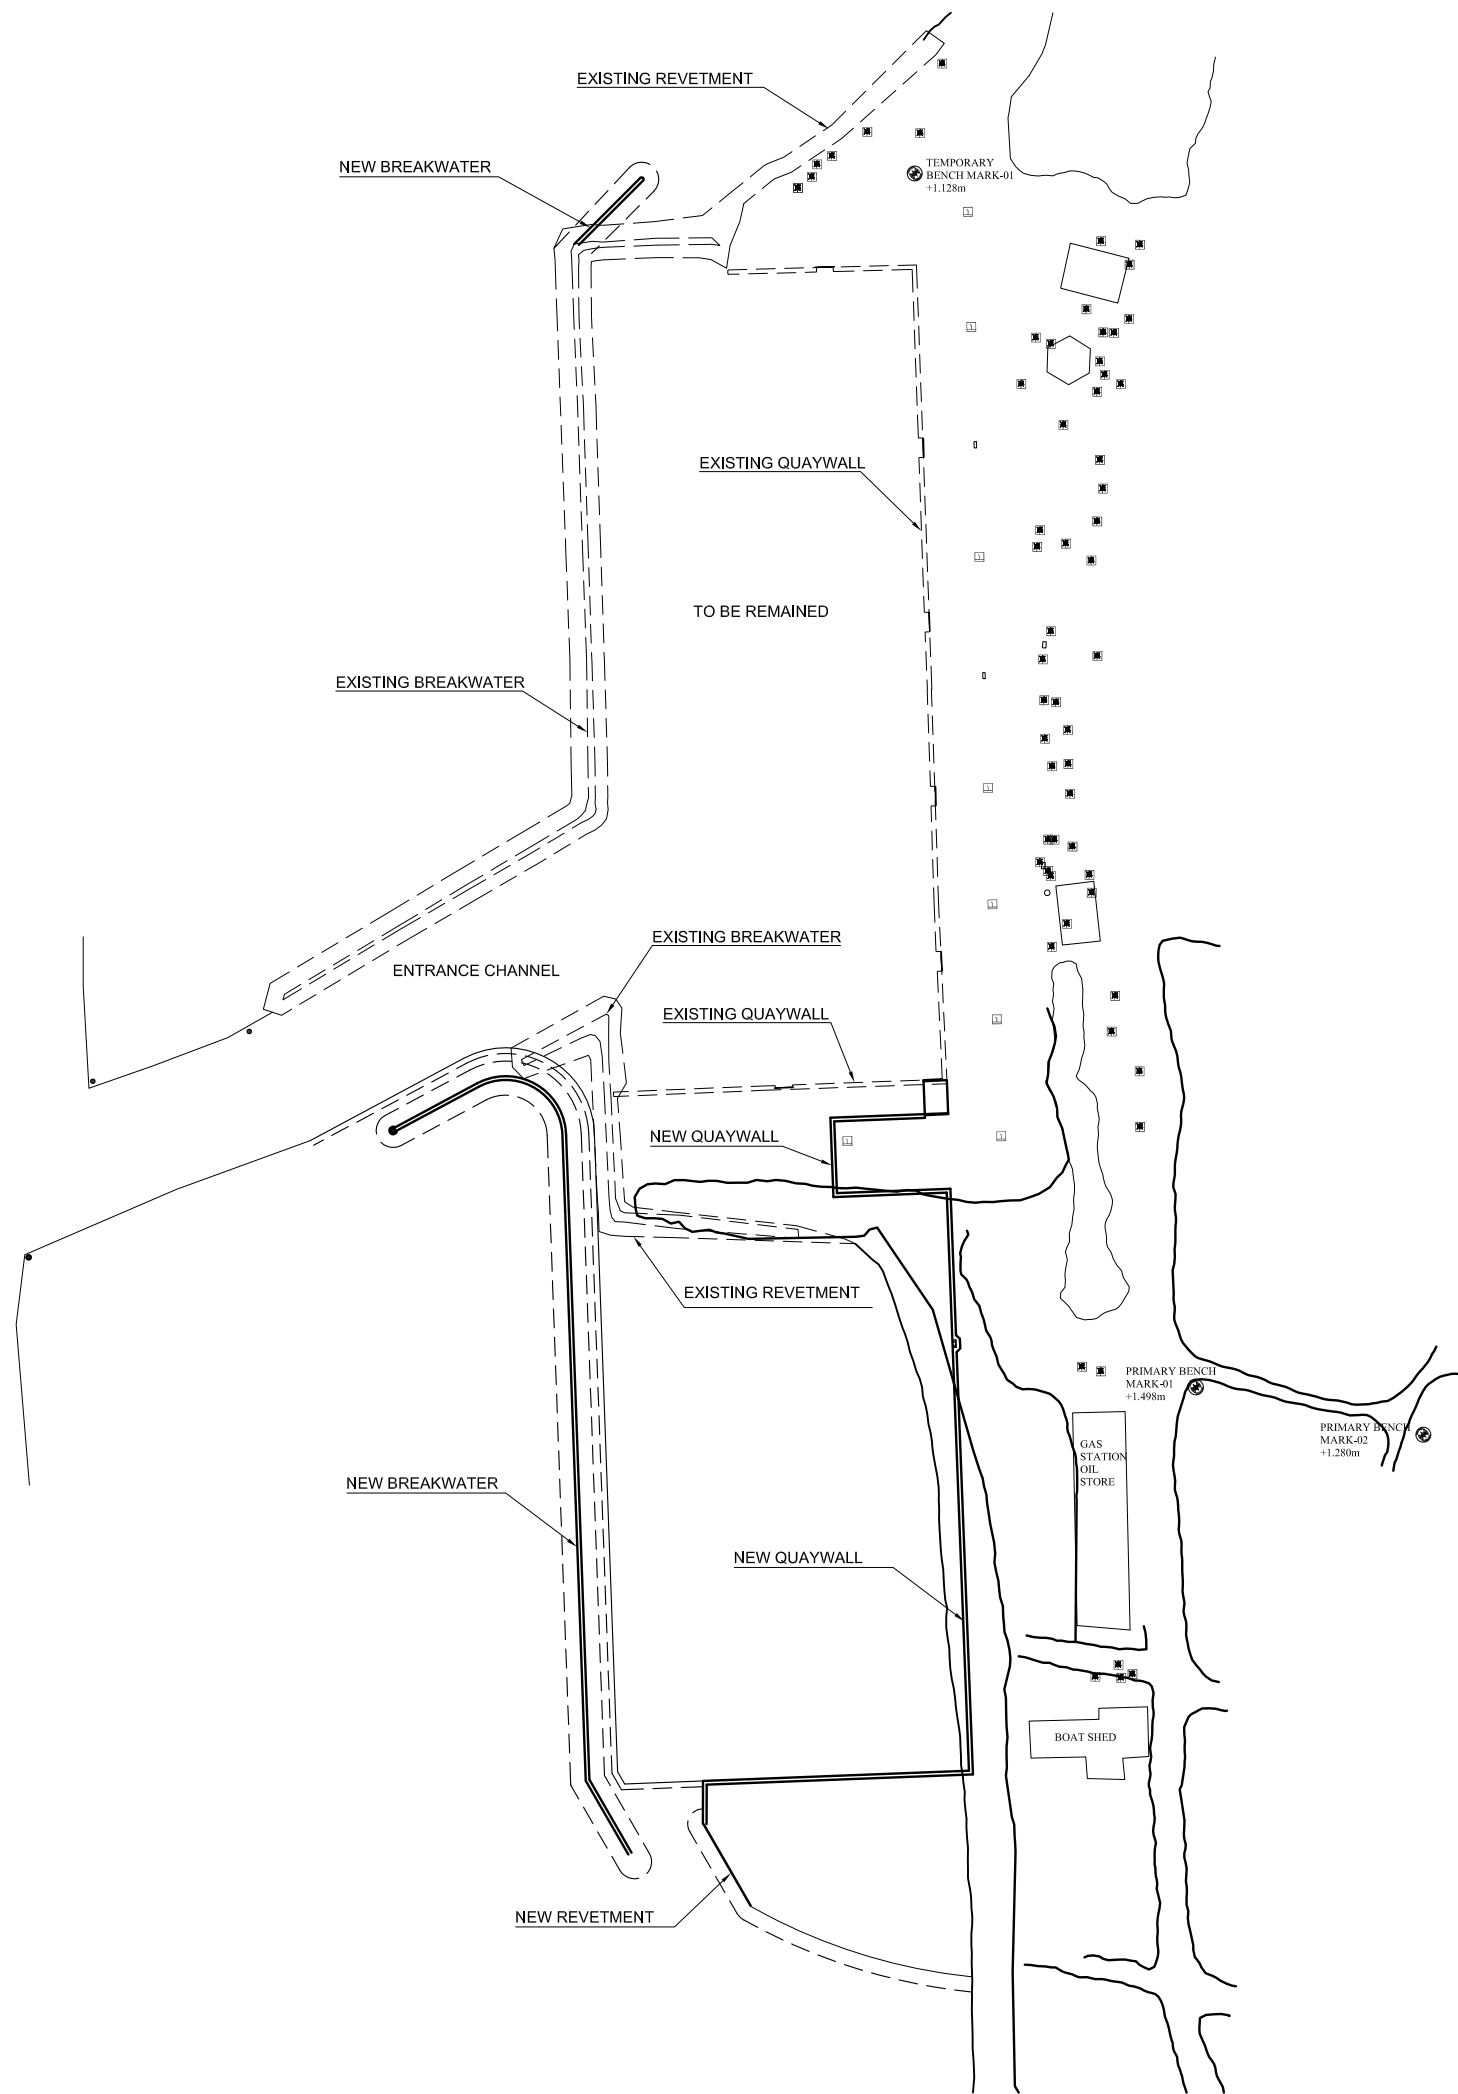 EXISTING REVETMENT
NEW BREAKWATER
TEMPORARY
BENCH MARK-01
+1.128m
EXISTING QUAYWALL
TO BE REMAINED
EXISTING BREAKWATER
EXISTING BREAKWATER
ENTRANCE CHANNEL
EXISTING QUAYWALL
NEW QUAYWALL
EXISTING REVETMENT
PRIMARY BENCH
MARK-01
+1.498m
PRIMARY BENCH
MARK-02
+1.280m
GAS
STATION
OIL
STORE
NEW BREAKWATER
NEW QUAYWALL
BOAT SHED
NEW REVETMENT